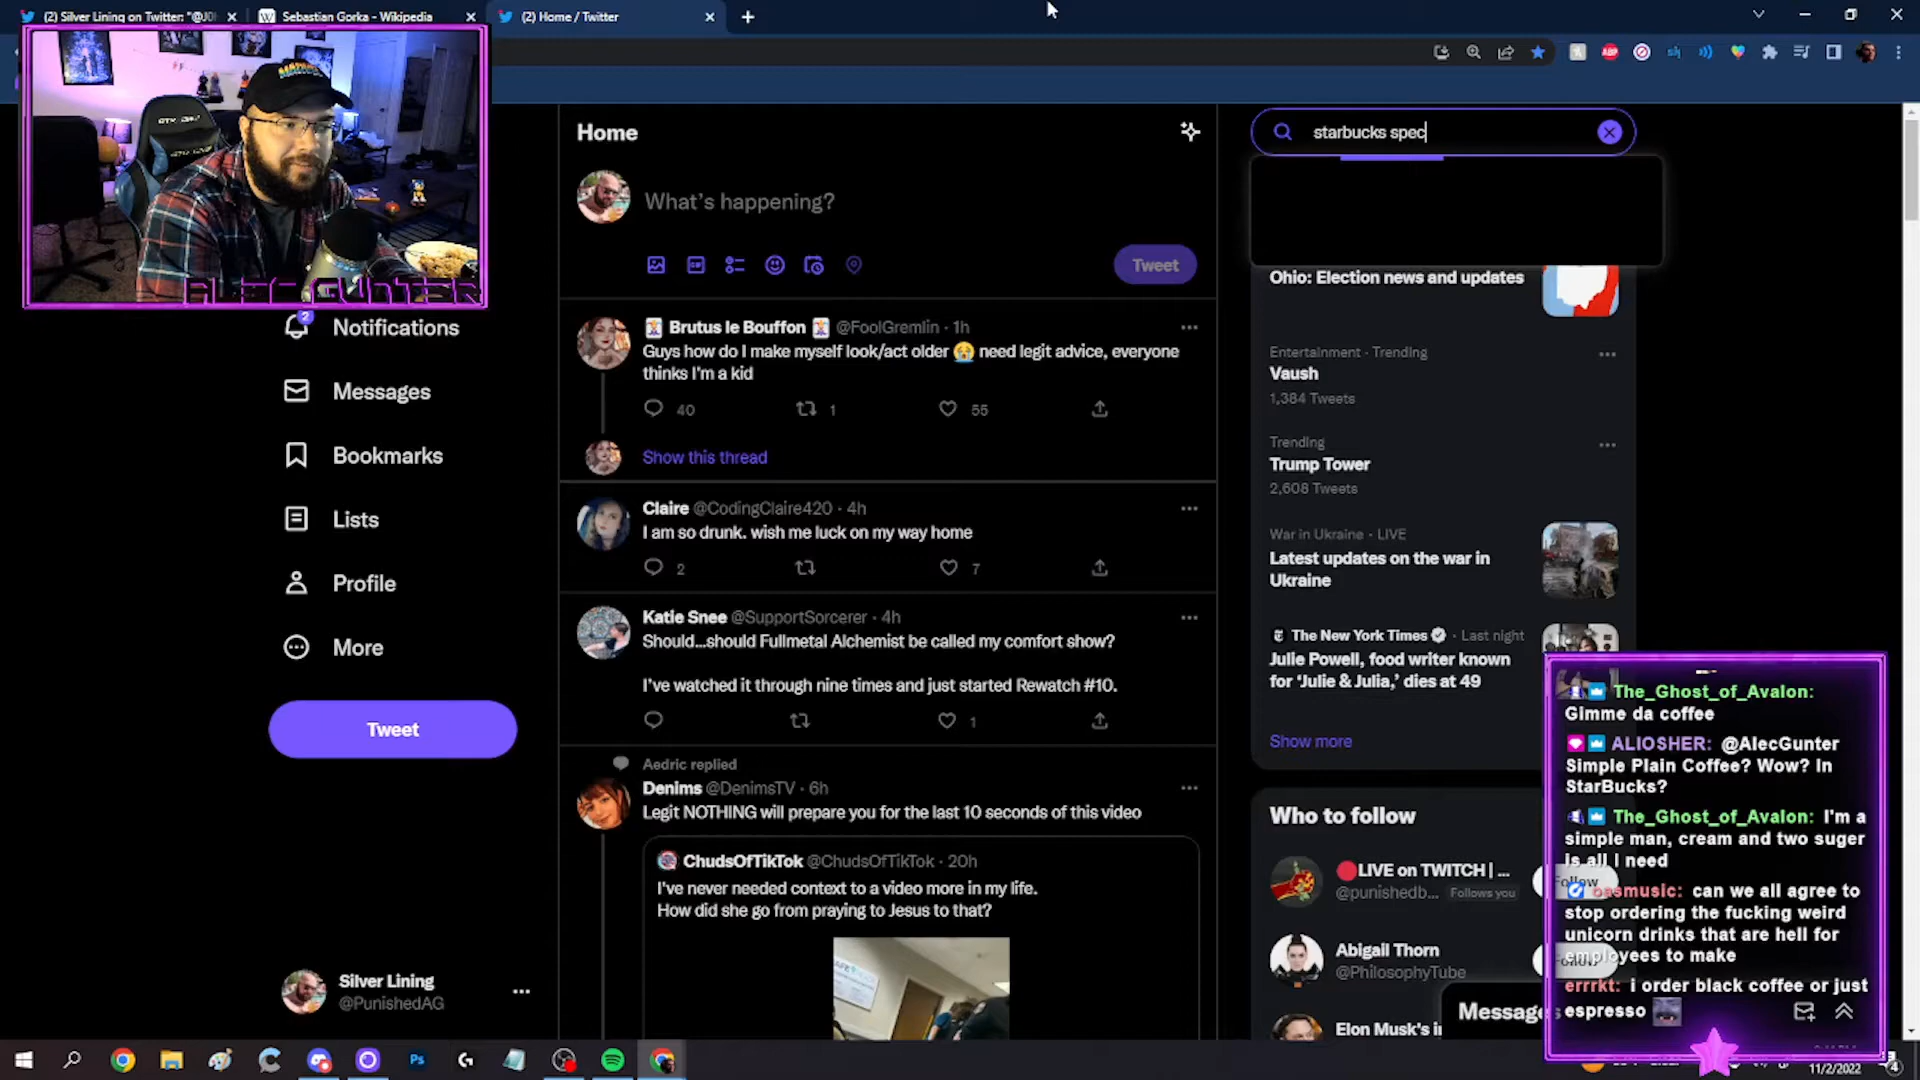 (2) Silver Lining on Twitter: "@J0
Sebastian Gorka - Wikipedia
(2) Home / Twitter
ALEC GUNTER
Notifications
2
Messages
Bookmarks
Lists
Profile
More
Tweet
Silver Lining
@PunishedAG
Home
What's happening?
Tweet
Brutus le Bouffon @FoolGremlin · 1h
Guys how do I make myself look/act older 😭 need legit advice, everyone
thinks I'm a kid
40 1 55
Show this thread
Claire @CodingClaire420 · 4h
I am so drunk. wish me luck on my way home
2 7
Katie Snee @SupportSorcerer · 4h
Should...should Fullmetal Alchemist be called my comfort show?
I've watched it through nine times and just started Rewatch #10.
1
Aedric replied
Denims @DenimsTV · 6h
Legit NOTHING will prepare you for the last 10 seconds of this video
ChudsOfTikTok @ChudsOfTikTok · 20h
I've never needed context to a video more in my life.
How did she go from praying to Jesus to that?
starbucks spec
Ohio: Election news and updates
Entertainment · Trending
Vaush
1,384 Tweets
Trending
Trump Tower
2,608 Tweets
War in Ukraine · LIVE
Latest updates on the war in
Ukraine
The New York Times · Last night
Julie Powell, food writer known
for 'Julie & Julia,' dies at 49
Show more
Who to follow
🔴LIVE on TWITCH | ...
@punishedb... Follows you
Follow
Abigail Thorn
@PhilosophyTube
Elon Musk's
Messages
The_Ghost_of_Avalon:
Gimme da coffee
ALIOSHER: @AlecGunter
Simple Plain Coffee? Wow? In
StarBucks?
The_Ghost_of_Avalon: I'm a
simple man, cream and two suger
is all I need
oasmusic: can we all agree to
stop ordering the fucking weird
unicorn drinks that are hell for
employees to make
errrkt: i order black coffee or just
espresso
11/2/2022